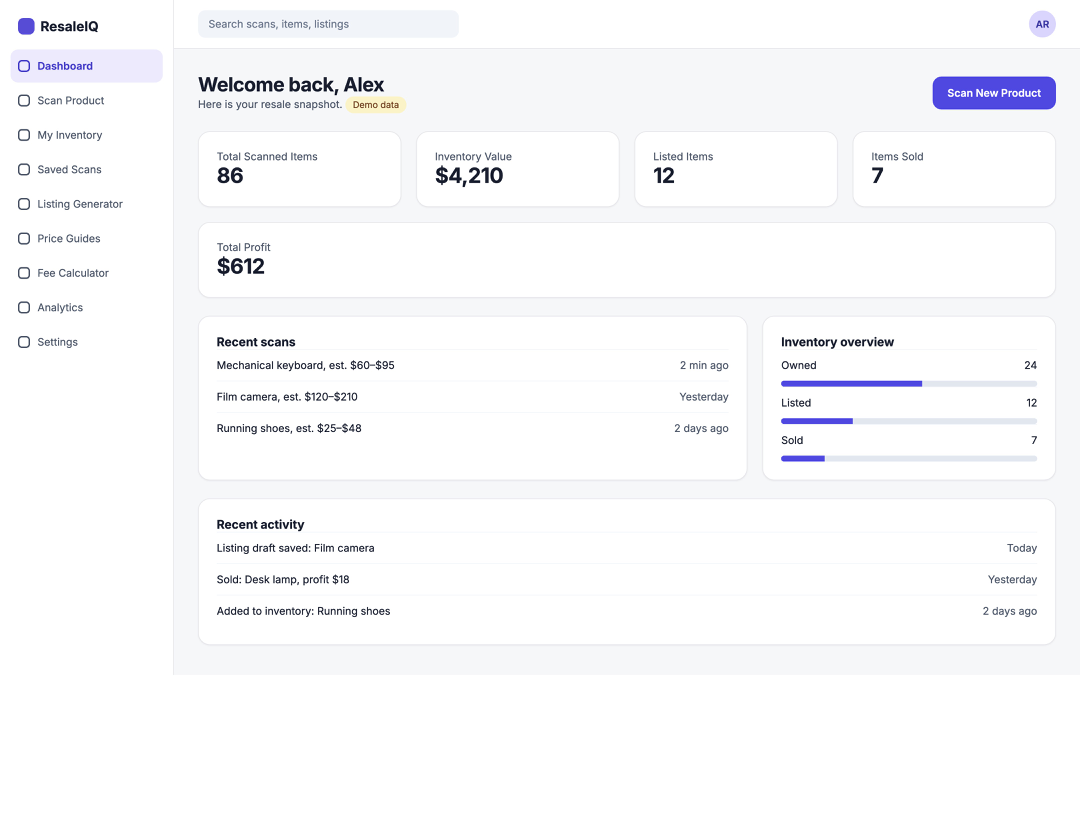 ResaleIQ
Search scans, items, listings
AR
Dashboard
Scan Product
My Inventory
Saved Scans
Listing Generator
Price Guides
Fee Calculator
Analytics
Settings
Welcome back, Alex
Here is your resale snapshot. Demo data
Scan New Product
Total Scanned Items
86
Inventory Value
$4,210
Listed Items
12
Items Sold
7
Total Profit
$612
Recent scans
Mechanical keyboard, est. $60–$95 2 min ago
Film camera, est. $120–$210 Yesterday
Running shoes, est. $25–$48 2 days ago
Inventory overview
Owned 24
Listed 12
Sold 7
Recent activity
Listing draft saved: Film camera Today
Sold: Desk lamp, profit $18 Yesterday
Added to inventory: Running shoes 2 days ago